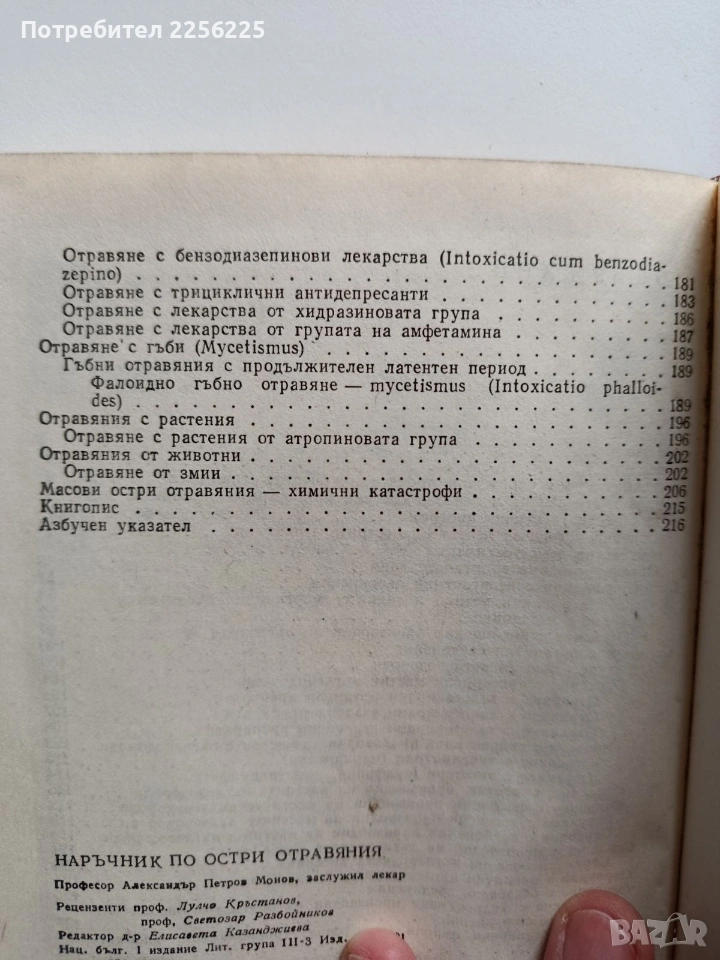 Потребител 2256225
Отравяне с бензодиазепинови лекарства (Intoxicatio cum benzodia-
zepino) . . . . . . . . . . . . . . . . . . . . . . . . . . . 181
Отравяне с трициклични антидепресанти . . . . . . . . . . . 183
Отравяне с лекарства от хидразиновата група . . . . . . . . 186
Отравяне с лекарства от групата на амфетамина . . . . . . . 187
Отравяне с гъби (Mycetismus) . . . . . . . . . . . . . . . . 189
Гъбни отравяния с продължителен латентен период . . . . . . 189
Фалоидно гъбно отравяне — mycetismus (Intoxicatio phalloi-
des) . . . . . . . . . . . . . . . . . . . . . . . . . . . . 189
Отравяния с растения . . . . . . . . . . . . . . . . . . . . 196
Отравяне с растения от атропиновата група . . . . . . . . . 196
Отравяния от животни . . . . . . . . . . . . . . . . . . . . 202
Отравяне от змии . . . . . . . . . . . . . . . . . . . . . . 202
Масови остри отравяния — химични катастрофи . . . . . . . . 206
Книгопис . . . . . . . . . . . . . . . . . . . . . . . . . . 215
Азбучен указател . . . . . . . . . . . . . . . . . . . . . . 216
НАРЪЧНИК ПО ОСТРИ ОТРАВЯНИЯ
Професор Александър Петров Монов, заслужил лекар
Рецензенти проф. Лулчо Кръстанов,
проф, Светозар Разбойников
Редактор д-р Елисавета Казанджиева
Нац. бълг. 1 издание Лит. група III-3 Изд.
BAZAR